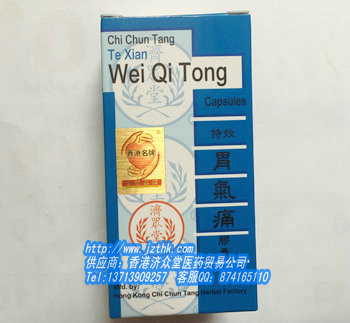 Chi Chun Tang
Te Xian
Wei Qi Tong
Capsules
特效
胃氣痛
膠囊
香港名牌
濟眾堂
http://www.jzthk.com
供应商:香港济众堂医药贸易公司
Tel:13713909257 客服QQ:874165110
Mfd. by:
Hong Kong Chi Chun Tang Herbal Factory